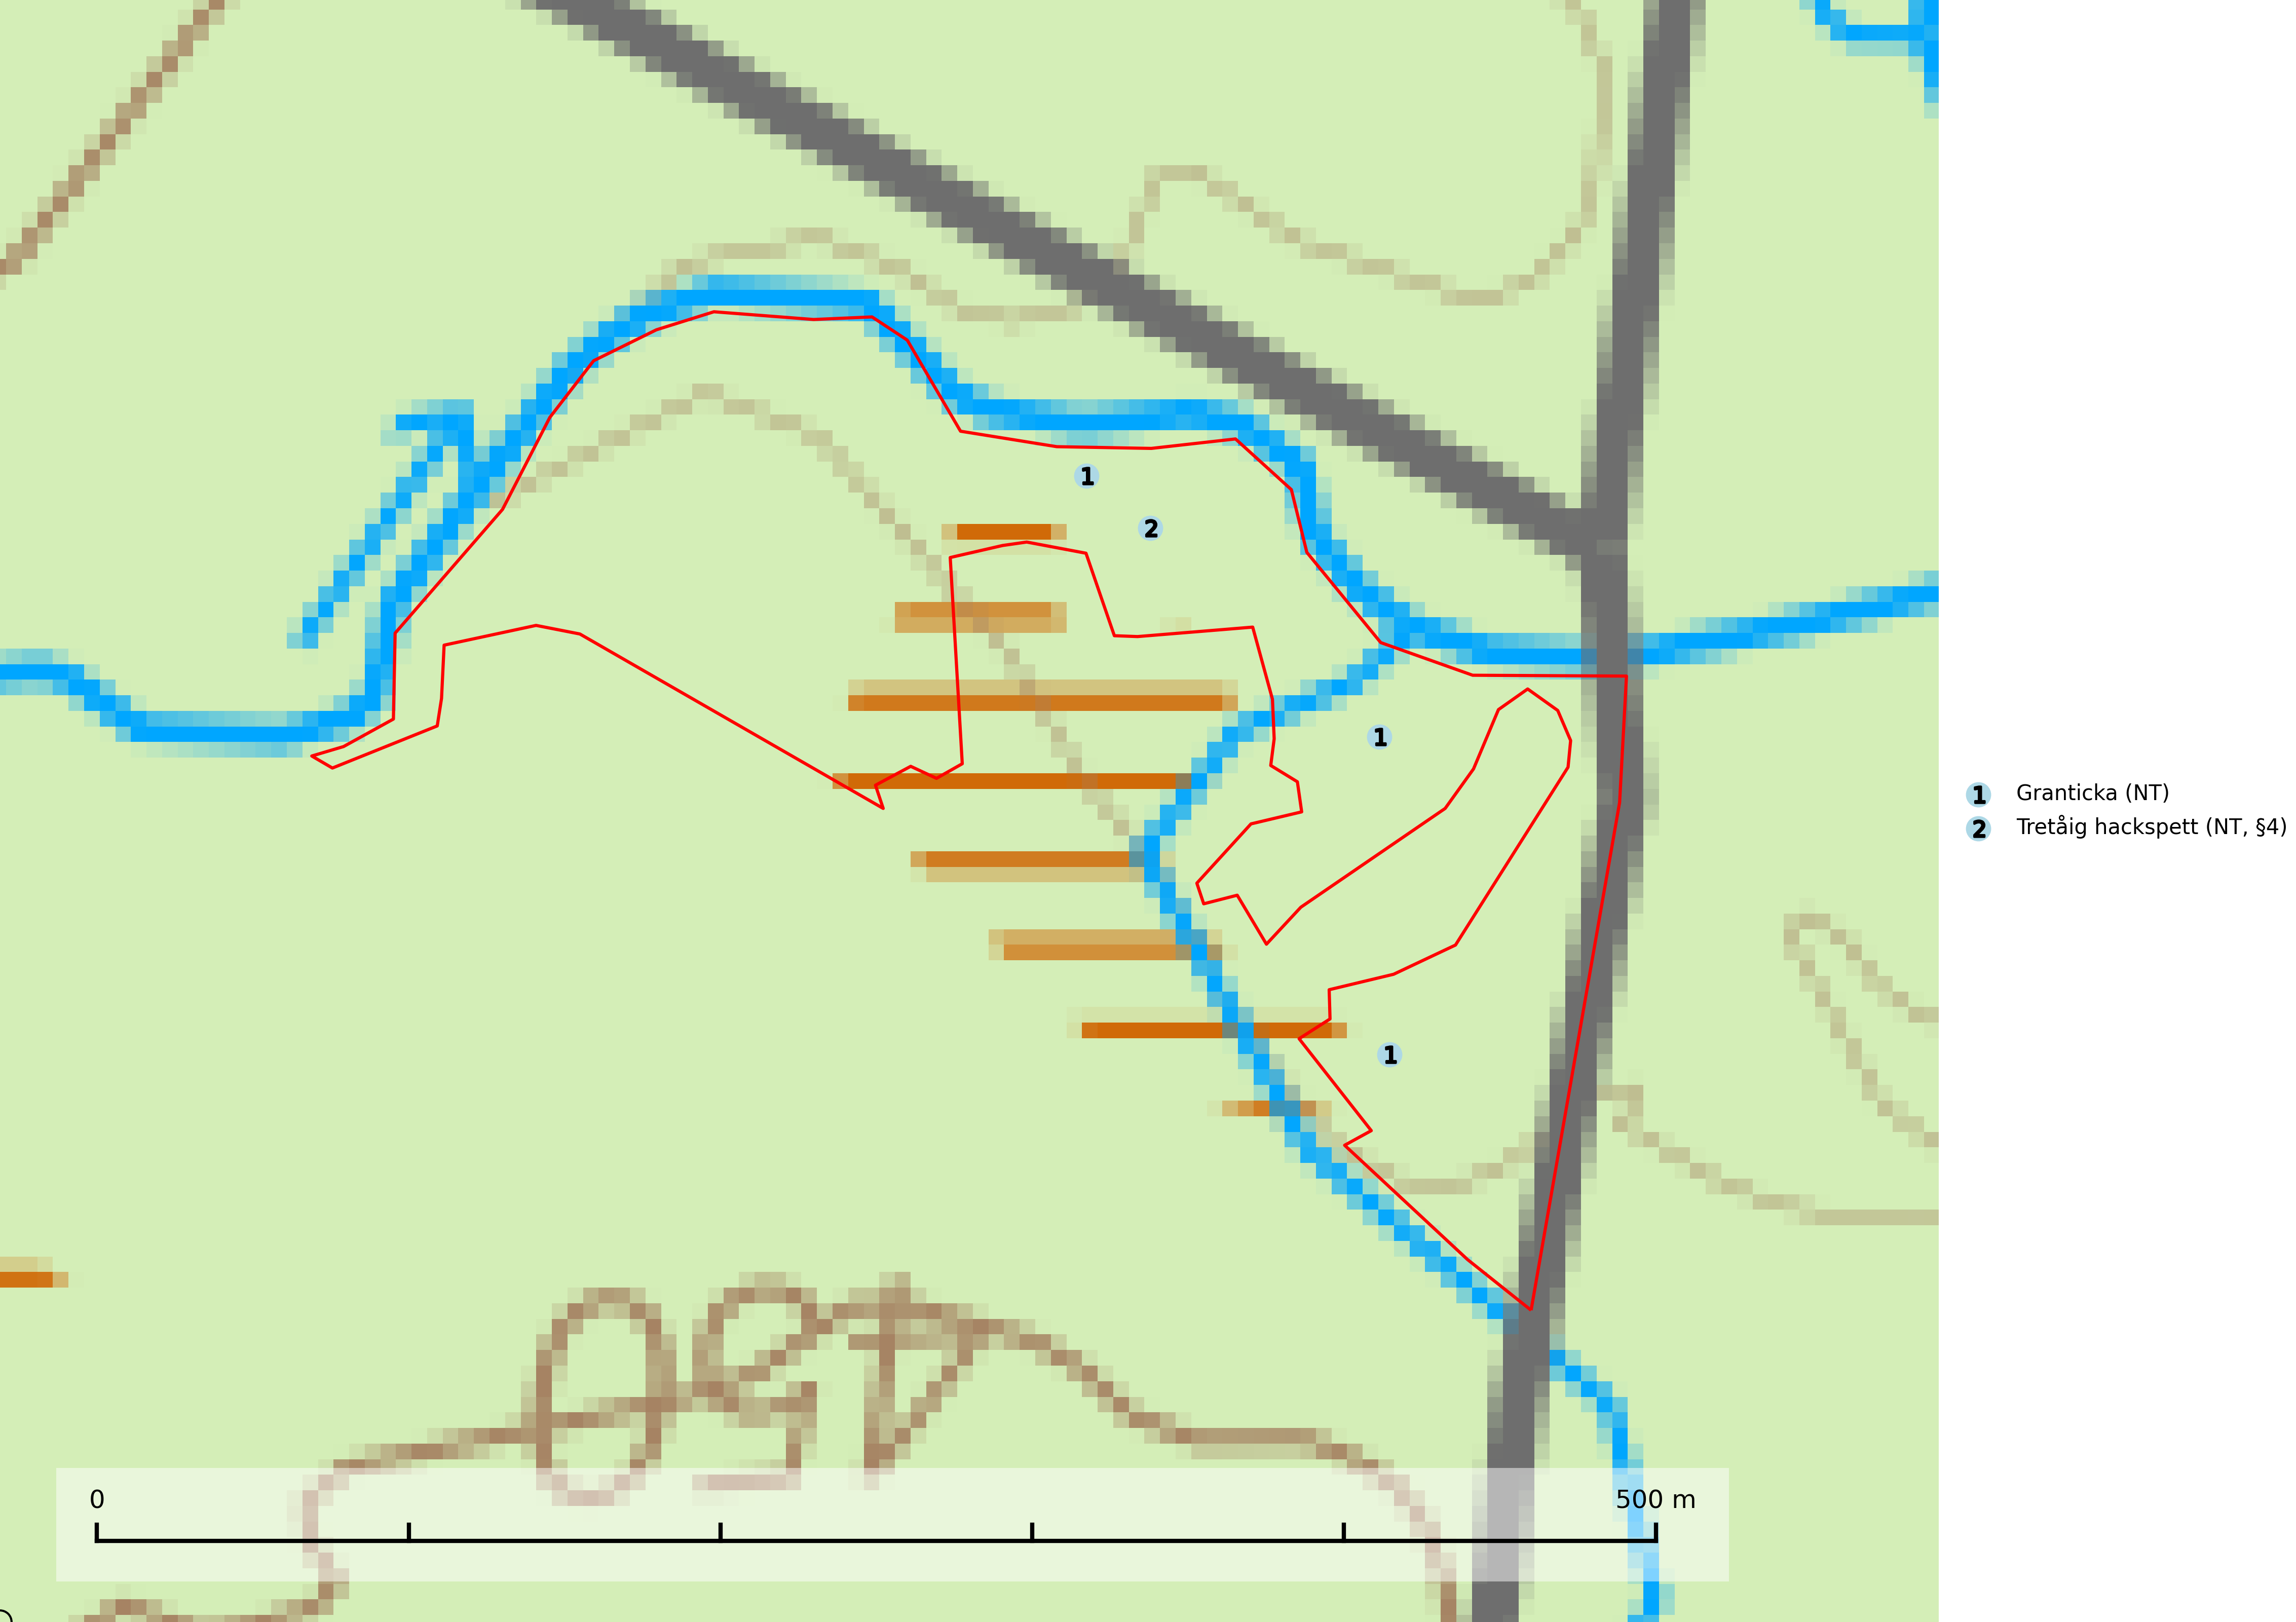 1
2
1
1
1 Granticka (NT)
2 Tretåig hackspett (NT, §4)
0 500 m